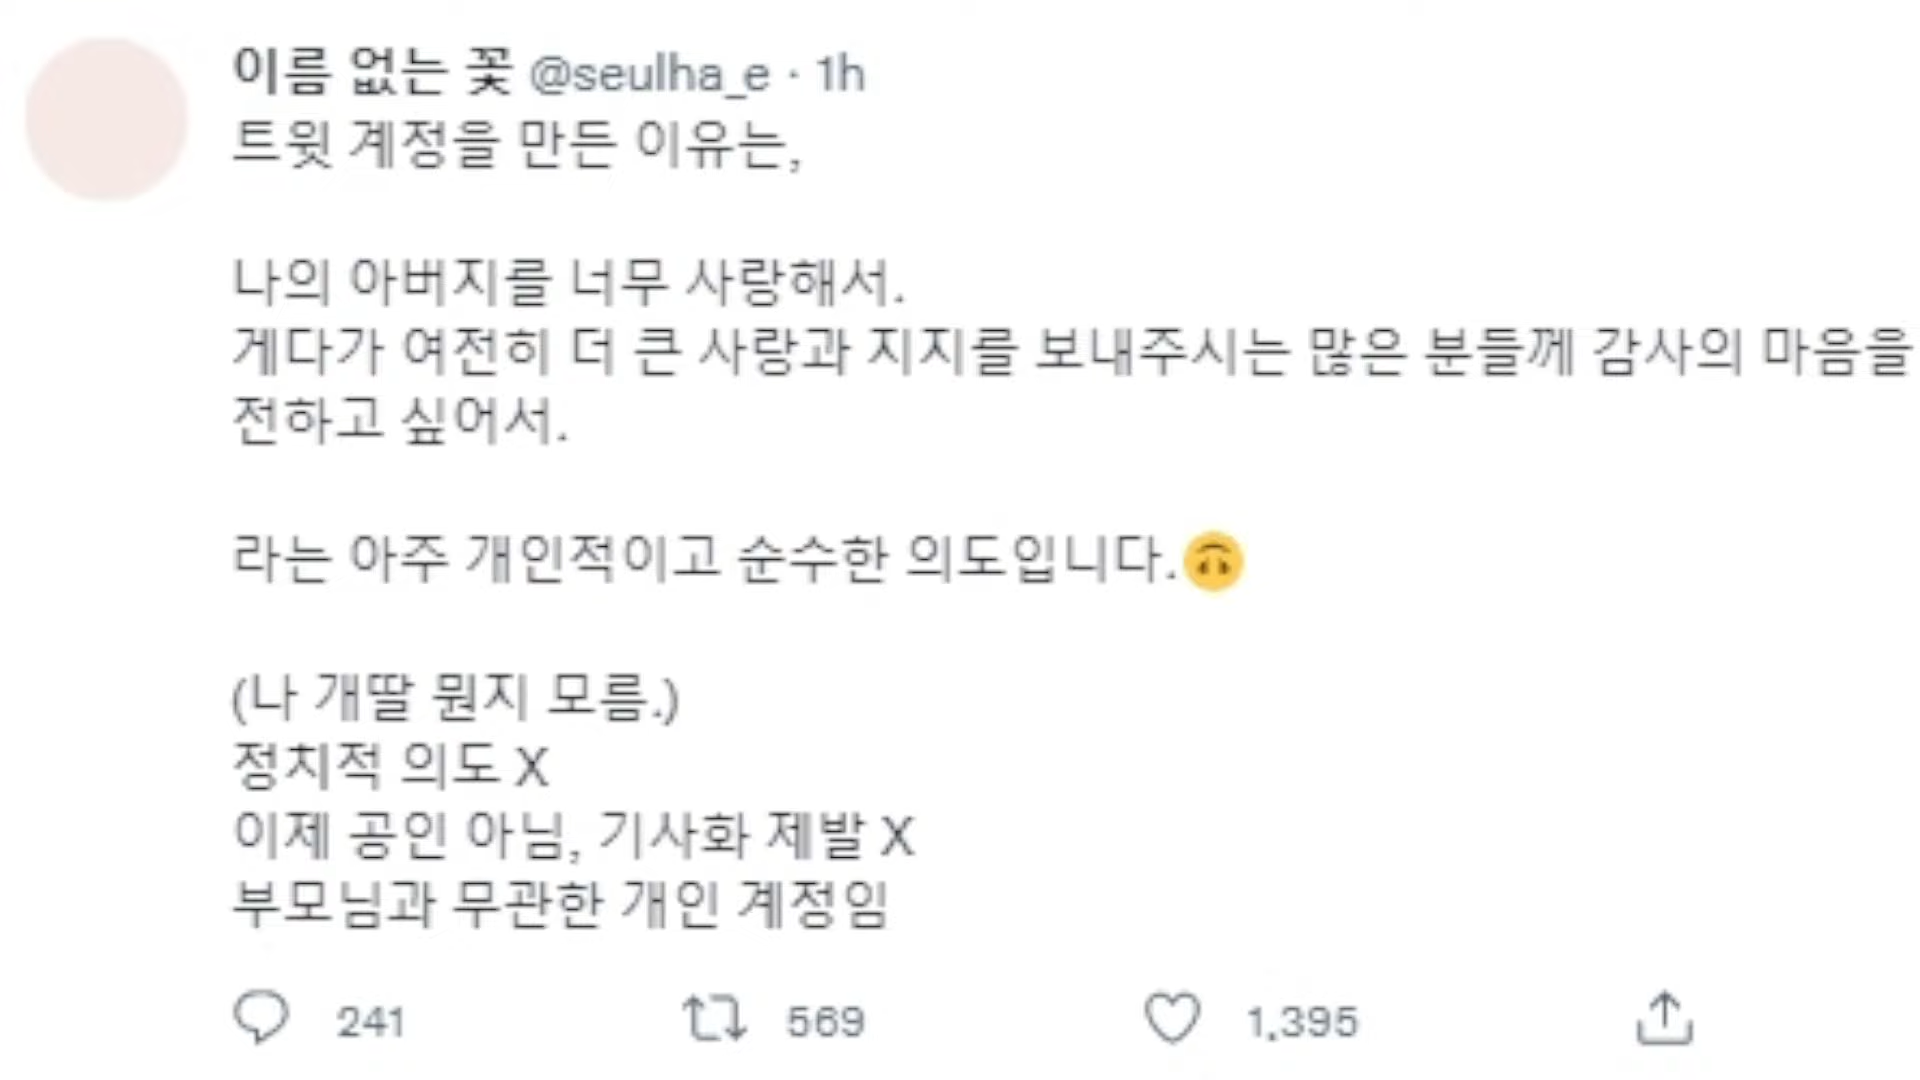 이름 없는 꽃 @seulha_e · 1h
트윗 계정을 만든 이유는,
나의 아버지를 너무 사랑해서.
게다가 여전히 더 큰 사랑과 지지를 보내주시는 많은 분들께 감사의 마음을
전하고 싶어서.
라는 아주 개인적이고 순수한 의도입니다.🙃
(나 개딸 뭔지 모름.)
정치적 의도 X
이제 공인 아님, 기사화 제발 X
부모님과 무관한 개인 계정임
241 569 1,395